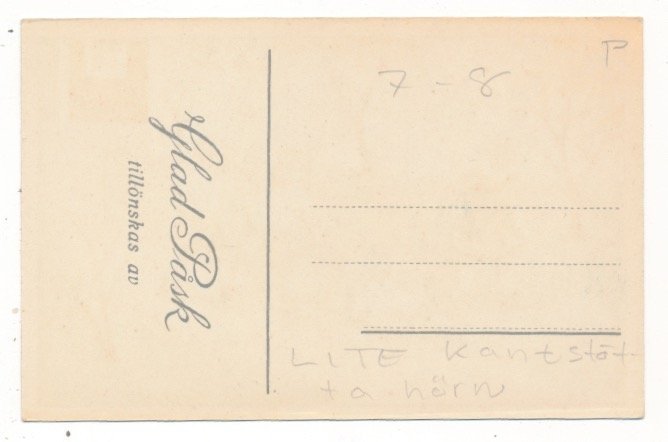 P
7 - 8
Glad Påsk
tillönskas av
LITE Kantstöt-
ta hörn